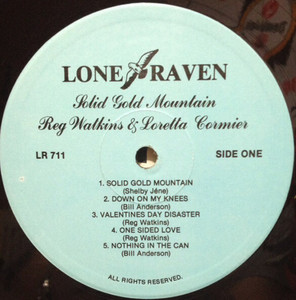 LONE RAVEN
Solid Gold Mountain
Reg Watkins & Loretta Cormier
LR 711
SIDE ONE
1. SOLID GOLD MOUNTAIN
(Shelby Jéne)
2. DOWN ON MY KNEES
(Bill Anderson)
3. VALENTINES DAY DISASTER
(Reg Watkins)
4. ONE SIDED LOVE
(Reg Watkins)
5. NOTHING IN THE CAN
(Bill Anderson)
ALL RIGHTS RESERVED.